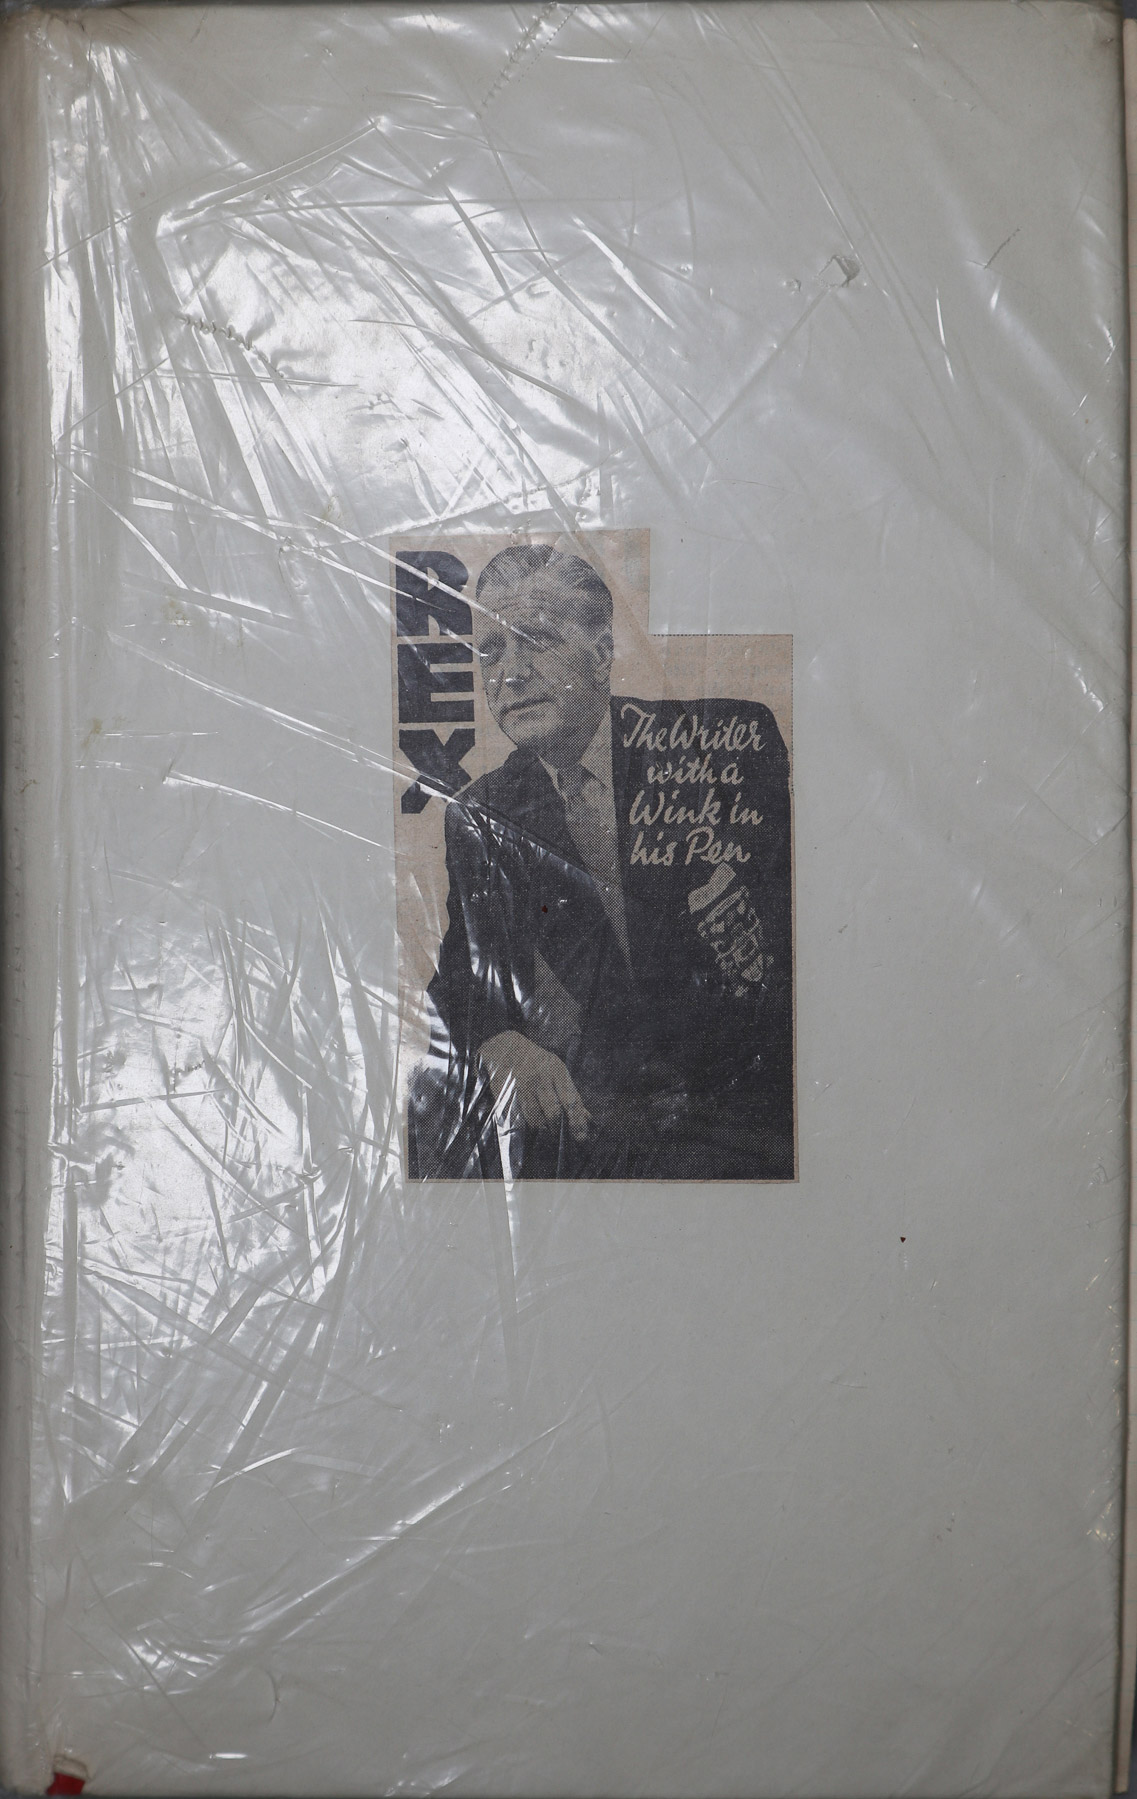 REX
The Writer
with a
Wink in
his Pen